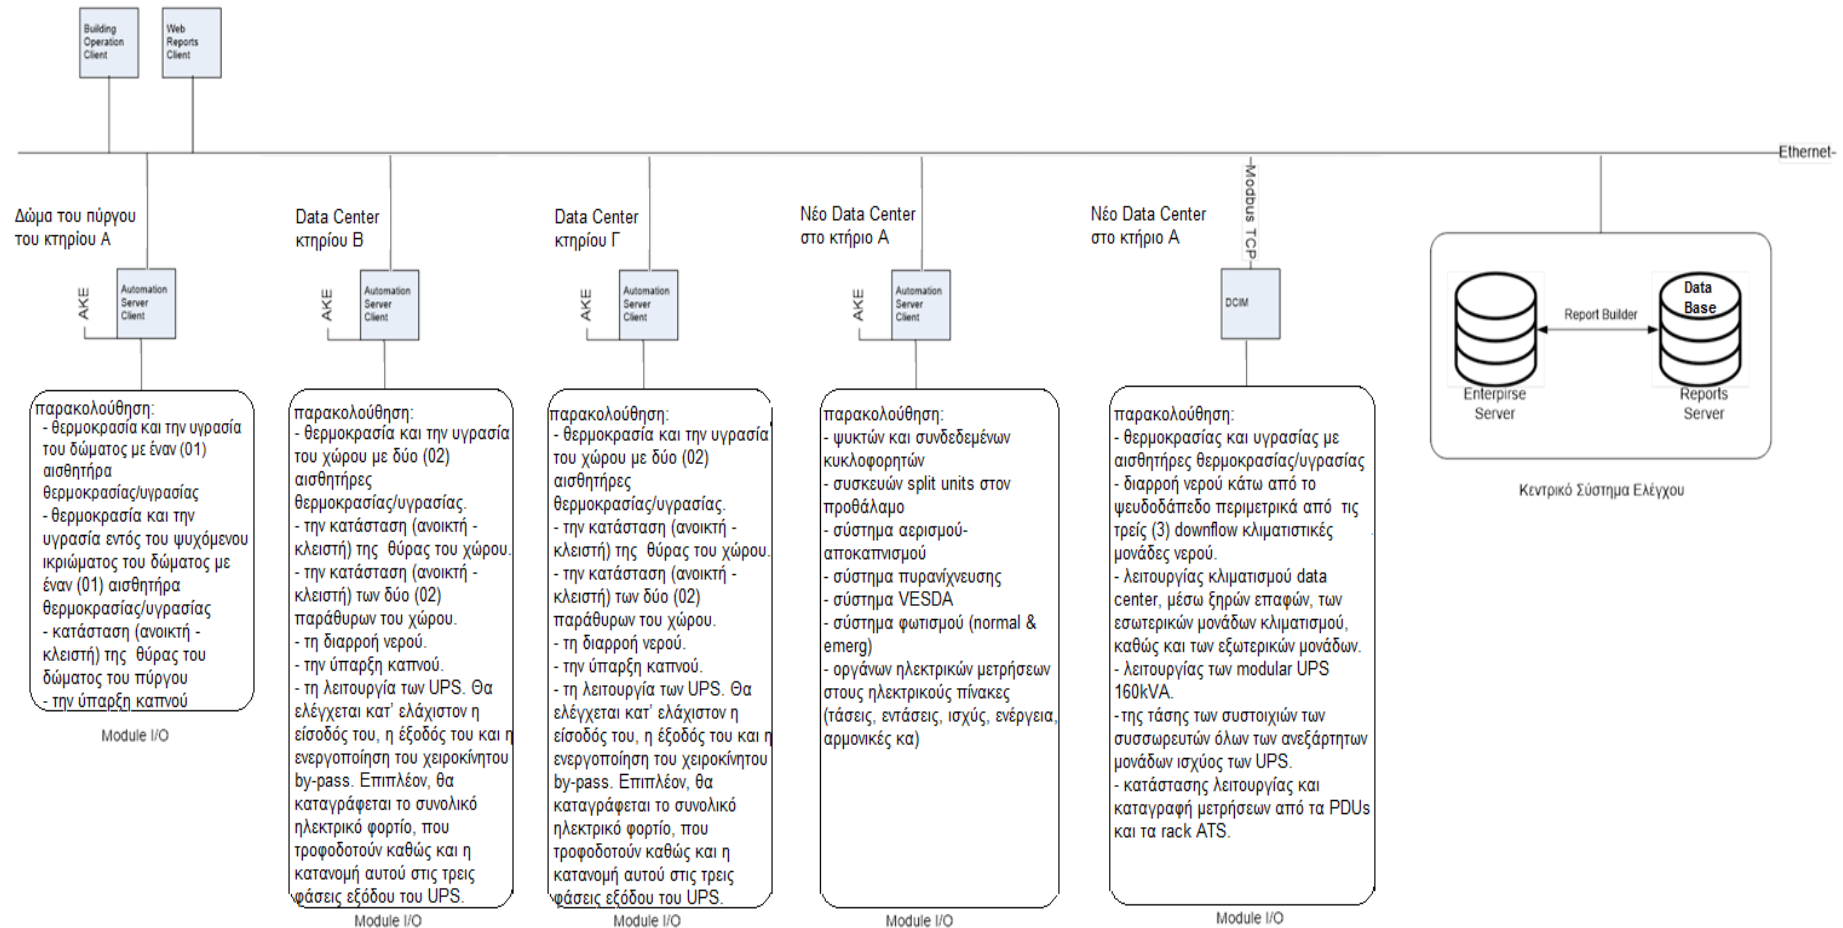 Building
Operation
Client
Web
Reports
Client
Ethernet-
Δώμα του πύργου
του κτηρίου Α
AKE
Automation
Server
Client
παρακολούθηση:
- θερμοκρασία και την υγρασία
του δώματος με έναν (01)
αισθητήρα
θερμοκρασίας/υγρασίας
- θερμοκρασία και την
υγρασία εντός του ψυχόμενου
ικριώματος του δώματος με
έναν (01) αισθητήρα
θερμοκρασίας/υγρασίας
- κατάσταση (ανοικτή -
κλειστή) της θύρας του
δώματος του πύργου
- την ύπαρξη καπνού
Module I/O
Data Center
κτηρίου Β
AKE
Automation
Server
Client
παρακολούθηση:
- θερμοκρασία και την υγρασία
του χώρου με δύο (02)
αισθητήρες
θερμοκρασίας/υγρασίας.
- την κατάσταση (ανοικτή -
κλειστή) της θύρας του χώρου.
- την κατάσταση (ανοικτή -
κλειστή) των δύο (02)
παράθυρων του χώρου.
- τη διαρροή νερού.
- την ύπαρξη καπνού.
- τη λειτουργία των UPS. Θα
ελέγχεται κατ’ ελάχιστον η
είσοδός του, η έξοδός του και η
ενεργοποίηση του χειροκίνητου
by-pass. Επιπλέον, θα
καταγράφεται το συνολικό
ηλεκτρικό φορτίο, που
τροφοδοτούν καθώς και η
κατανομή αυτού στις τρεις
φάσεις εξόδου του UPS.
Module I/O
Data Center
κτηρίου Γ
AKE
Automation
Server
Client
παρακολούθηση:
- θερμοκρασία και την υγρασία
του χώρου με δύο (02)
αισθητήρες
θερμοκρασίας/υγρασίας.
- την κατάσταση (ανοικτή -
κλειστή) της θύρας του χώρου.
- την κατάσταση (ανοικτή -
κλειστή) των δύο (02)
παράθυρων του χώρου.
- τη διαρροή νερού.
- την ύπαρξη καπνού.
- τη λειτουργία των UPS. Θα
ελέγχεται κατ’ ελάχιστον η
είσοδός του, η έξοδός του και η
ενεργοποίηση του χειροκίνητου
by-pass. Επιπλέον, θα
καταγράφεται το συνολικό
ηλεκτρικό φορτίο, που
τροφοδοτούν καθώς και η
κατανομή αυτού στις τρεις
φάσεις εξόδου του UPS.
Module I/O
Νέο Data Center
στο κτήριο Α
AKE
Automation
Server
Client
παρακολούθηση:
- ψυκτών και συνδεδεμένων
κυκλοφορητών
- συσκευών split units στον
προθάλαμο
- σύστημα αερισμού-
αποκαπνισμού
- σύστημα πυρανίχνευσης
- σύστημα VESDA
- σύστημα φωτισμού (normal &
emerg)
- οργάνων ηλεκτρικών μετρήσεων
στους ηλεκτρικούς πίνακες
(τάσεις, εντάσεις, ισχύς, ενέργεια,
αρμονικές κα)
Module I/O
Νέο Data Center
στο κτήριο Α
Modbus TCP
DCIM
παρακολούθηση:
- θερμοκρασίας και υγρασίας με
αισθητήρες θερμοκρασίας/υγρασίας
- διαρροή νερού κάτω από το
ψευδοδάπεδο περιμετρικά από τις
τρείς (3) downflow κλιματιστικές
μονάδες νερού.
- λειτουργίας κλιματισμού data
center, μέσω ξηρών επαφών, των
εσωτερικών μονάδων κλιματισμού,
καθώς και των εξωτερικών μονάδων.
- λειτουργίας των modular UPS
160kVA.
-της τάσης των συστοιχιών των
συσσωρευτών όλων των ανεξάρτητων
μονάδων ισχύος των UPS.
- κατάστασης λειτουργίας και
καταγραφή μετρήσεων από τα PDUs
και τα rack ATS.
Module I/O
Enterpirse
Server
Report Builder
Data
Base
Reports
Server
Κεντρικό Σύστημα Ελέγχου